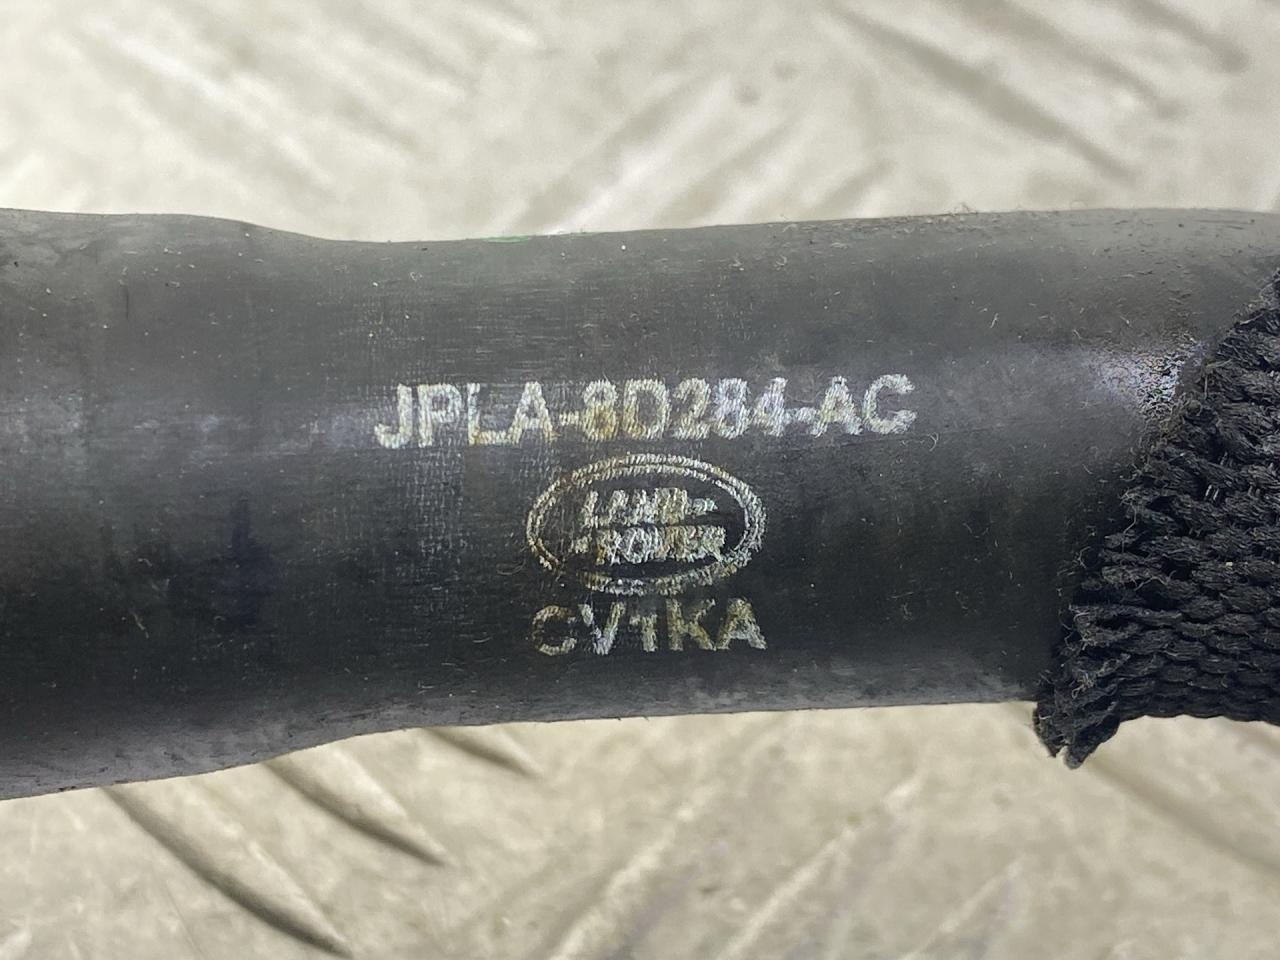 JPLA-8D284-AC
LAND
ROVER
CV1KA